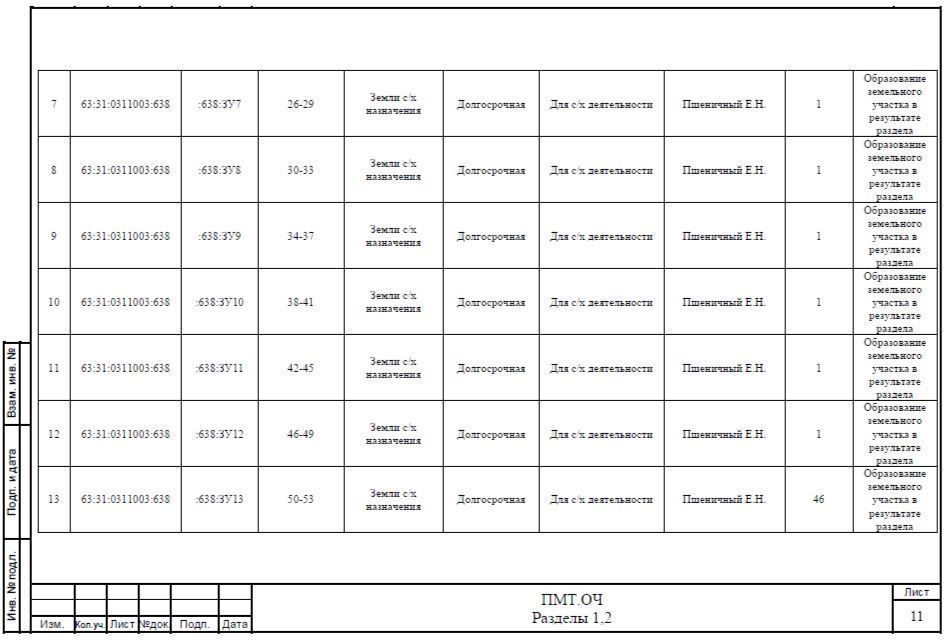 7 63:31:0311003:638 :638:ЗУ7 26-29 Земли с/х назначения Долгосрочная Для с/х деятельности Пшеничный Е.Н. 1 Образование земельного участка в результате раздела
8 63:31:0311003:638 :638:ЗУ8 30-33 Земли с/х назначения Долгосрочная Для с/х деятельности Пшеничный Е.Н. 1 Образование земельного участка в результате раздела
9 63:31:0311003:638 :638:ЗУ9 34-37 Земли с/х назначения Долгосрочная Для с/х деятельности Пшеничный Е.Н. 1 Образование земельного участка в результате раздела
10 63:31:0311003:638 :638:ЗУ10 38-41 Земли с/х назначения Долгосрочная Для с/х деятельности Пшеничный Е.Н. 1 Образование земельного участка в результате раздела
11 63:31:0311003:638 :638:ЗУ11 42-45 Земли с/х назначения Долгосрочная Для с/х деятельности Пшеничный Е.Н. 1 Образование земельного участка в результате раздела
12 63:31:0311003:638 :638:ЗУ12 46-49 Земли с/х назначения Долгосрочная Для с/х деятельности Пшеничный Е.Н. 1 Образование земельного участка в результате раздела
13 63:31:0311003:638 :638:ЗУ13 50-53 Земли с/х назначения Долгосрочная Для с/х деятельности Пшеничный Е.Н. 46 Образование земельного участка в результате раздела
Взам. инв. №
Подп. и дата
Инв. № подл.
Изм. Кол.уч. Лист №док Подп. Дата
ПМТ.ОЧ
Разделы 1,2
Лист
11